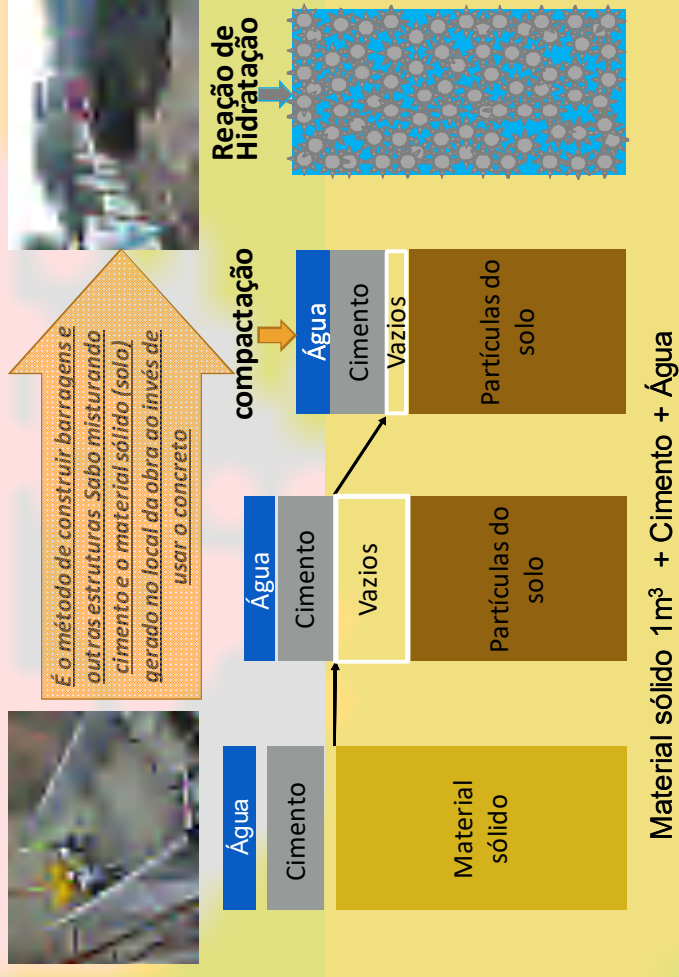 É o método de construir barragens e
outras estruturas Sabo misturando
cimento e o material sólido (solo)
gerado no local da obra ao invés de
usar o concreto
Água
Cimento
Material
sólido
Água
Cimento
Vazios
Partículas do
solo
compactação
Água
Cimento
Vazios
Partículas do
solo
Reação de
Hidratação
Material sólido 1m³ + Cimento + Água